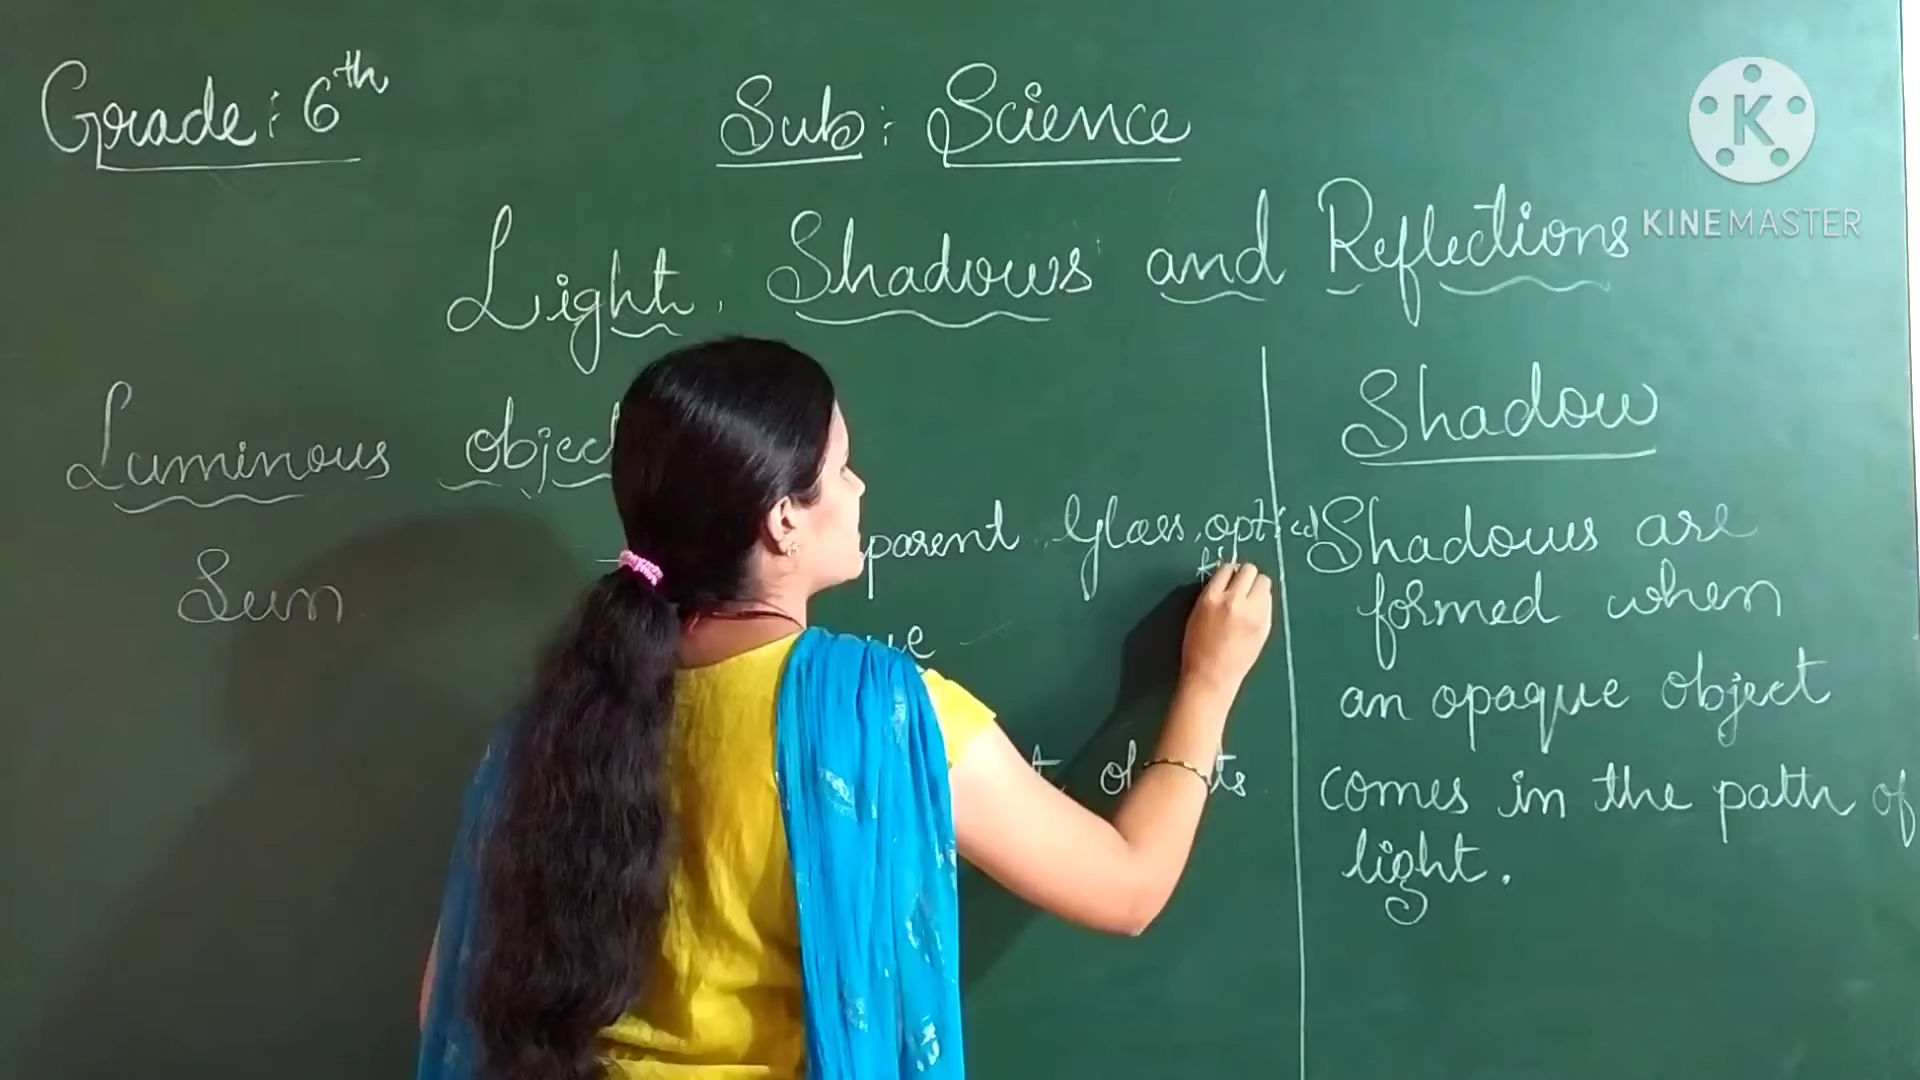 Grade: 6th
Sub: Science
KINEMASTER
Light, Shadows and Reflections
Luminous object
Sun
parent Glass, optical
Shadow
Shadows are
formed when
an opaque object
comes in the path of
light.